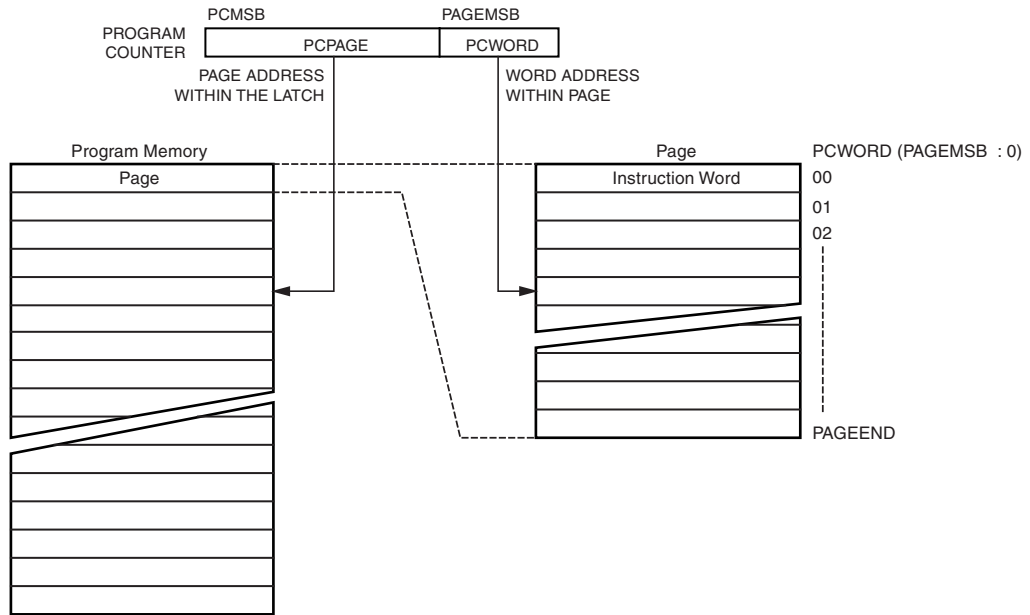 PCMSB PAGEMSB
PROGRAM
COUNTER
PCPAGE PCWORD
PAGE ADDRESS
WITHIN THE LATCH
WORD ADDRESS
WITHIN PAGE
Program Memory
Page
Page
Instruction Word
PCWORD (PAGEMSB : 0)
00
01
02
PAGEEND